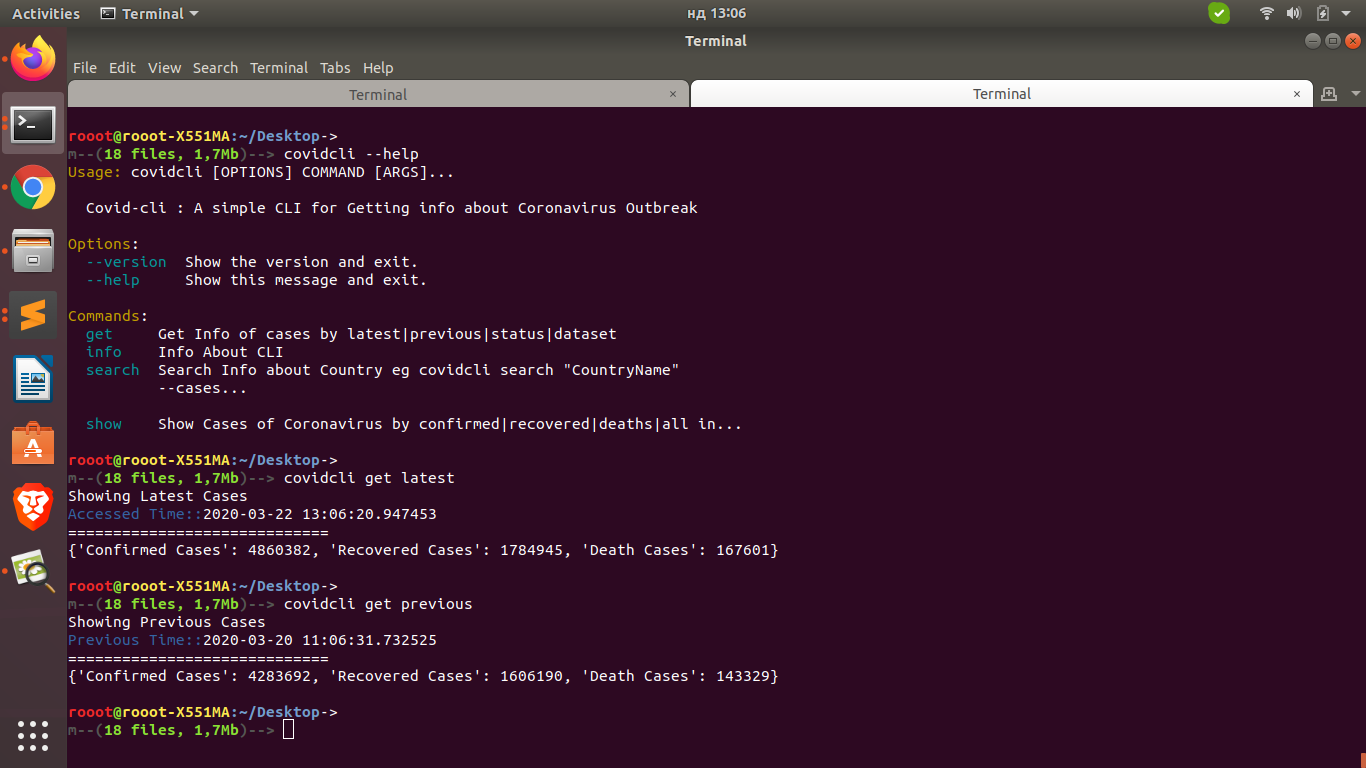 Activities Terminal нд 13:06
Terminal
File Edit View Search Terminal Tabs Help
Terminal × Terminal ×
rooot@rooot-X551MA:~/Desktop->
m--(18 files, 1,7Mb)--> covidcli --help
Usage: covidcli [OPTIONS] COMMAND [ARGS]...
Covid-cli : A simple CLI for Getting info about Coronavirus Outbreak
Options:
--version Show the version and exit.
--help Show this message and exit.
Commands:
get Get Info of cases by latest|previous|status|dataset
info Info About CLI
search Search Info about Country eg covidcli search "CountryName"
--cases...
show Show Cases of Coronavirus by confirmed|recovered|deaths|all in...
rooot@rooot-X551MA:~/Desktop->
m--(18 files, 1,7Mb)--> covidcli get latest
Showing Latest Cases
Accessed Time::2020-03-22 13:06:20.947453
=============================
{'Confirmed Cases': 4860382, 'Recovered Cases': 1784945, 'Death Cases': 167601}
rooot@rooot-X551MA:~/Desktop->
m--(18 files, 1,7Mb)--> covidcli get previous
Showing Previous Cases
Previous Time::2020-03-20 11:06:31.732525
=============================
{'Confirmed Cases': 4283692, 'Recovered Cases': 1606190, 'Death Cases': 143329}
rooot@rooot-X551MA:~/Desktop->
m--(18 files, 1,7Mb)-->